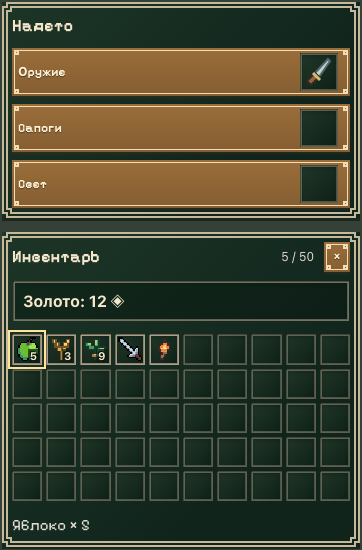 Надето
Оружие
Сапоги
Свет
Инвентарь 5 / 50 ×
Золото: 12 ◈
5 3 9
Яблоко × 5